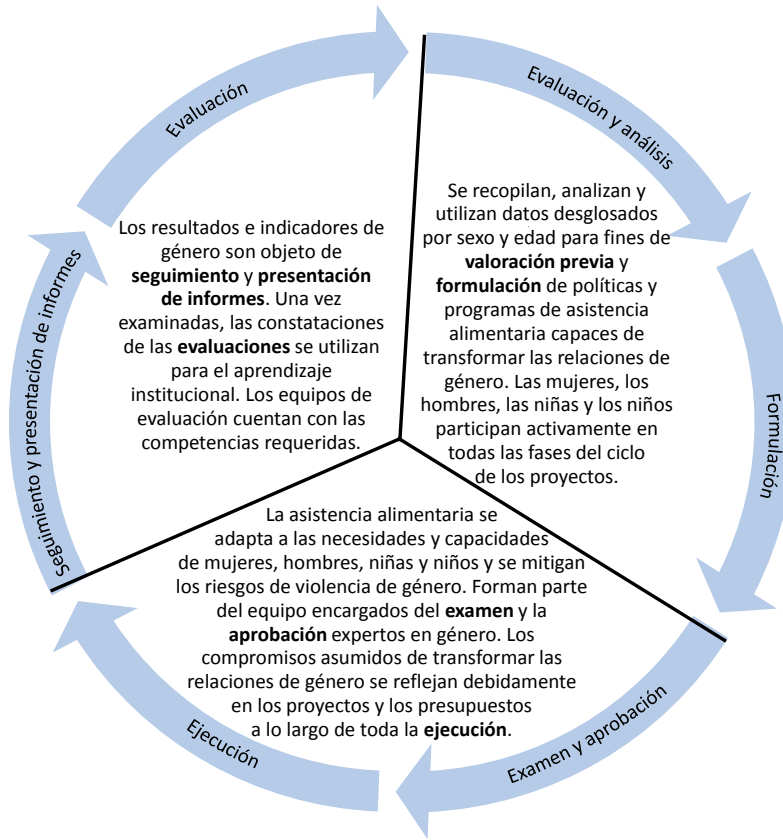 Evaluación
Evaluación y análisis
Formulación
Examen y aprobación
Ejecución
Seguimiento y presentación de informes
Se recopilan, analizan y
utilizan datos desglosados
por sexo y edad para fines de
valoración previa y
formulación de políticas y
programas de asistencia
alimentaria capaces de
transformar las relaciones de
género. Las mujeres, los
hombres, las niñas y los niños
participan activamente en
todas las fases del ciclo
de los proyectos.
La asistencia alimentaria se
adapta a las necesidades y capacidades
de mujeres, hombres, niñas y niños y se mitigan
los riesgos de violencia de género. Forman parte
del equipo encargados del examen y la
aprobación expertos en género. Los
compromisos asumidos de transformar las
relaciones de género se reflejan debidamente
en los proyectos y los presupuestos
a lo largo de toda la ejecución.
Los resultados e indicadores de
género son objeto de
seguimiento y presentación
de informes. Una vez
examinadas, las constataciones
de las evaluaciones se utilizan
para el aprendizaje
institucional. Los equipos de
evaluación cuentan con las
competencias requeridas.